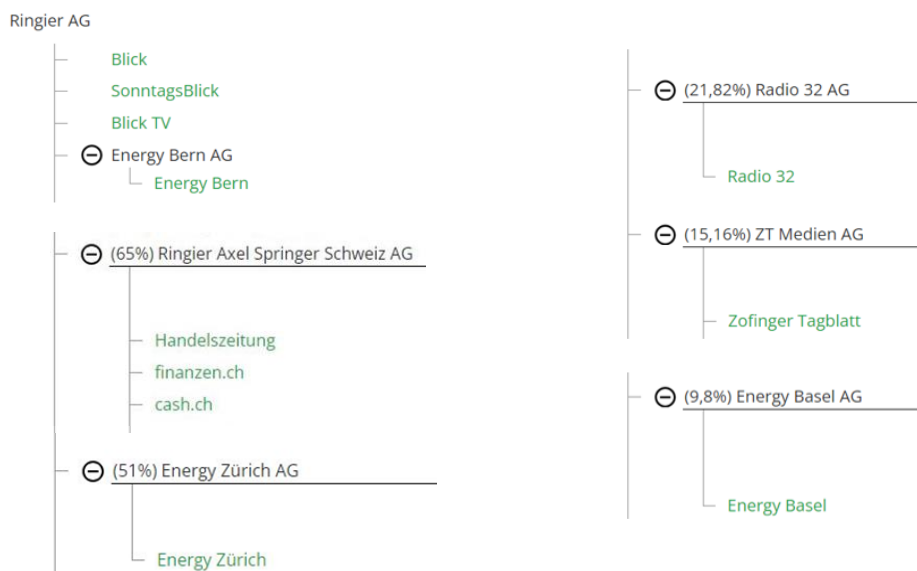 Ringier AG
Blick
SonntagsBlick
Blick TV
Energy Bern AG
Energy Bern
(65%) Ringier Axel Springer Schweiz AG
Handelszeitung
finanzen.ch
cash.ch
(51%) Energy Zürich AG
Energy Zürich
(21,82%) Radio 32 AG
Radio 32
(15,16%) ZT Medien AG
Zofinger Tagblatt
(9,8%) Energy Basel AG
Energy Basel